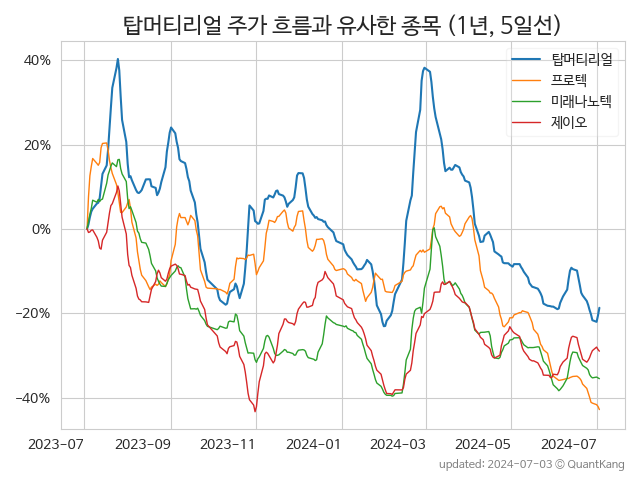 탑머티리얼 주가 흐름과 유사한 종목 (1년, 5일선)
탑머티리얼
프로텍
미래나노텍
제이오
40%
20%
0%
−20%
−40%
2023-07 2023-09 2023-11 2024-01 2024-03 2024-05 2024-07
updated: 2024-07-03 ⓒ QuantKang